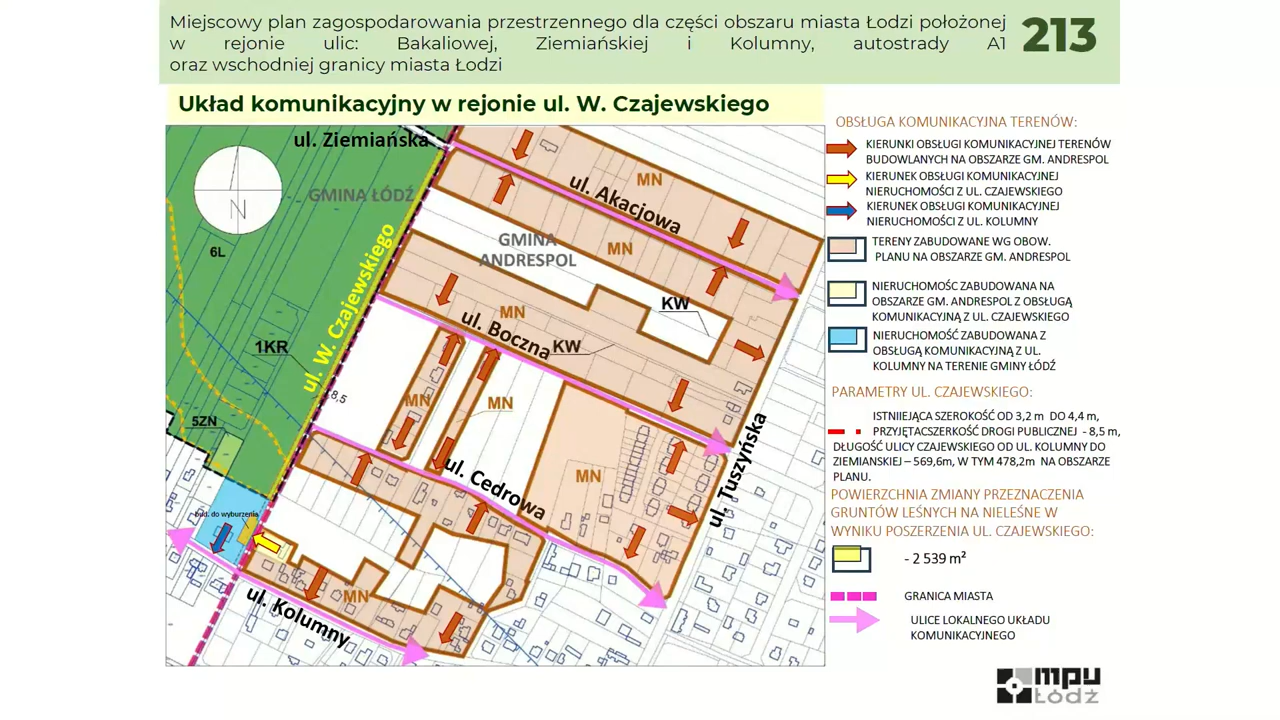 Miejscowy plan zagospodarowania przestrzennego dla części obszaru miasta Łodzi położonej
w rejonie ulic: Bakaliowej, Ziemiańskiej i Kolumny, autostrady A1
oraz wschodniej granicy miasta Łodzi
213
Układ komunikacyjny w rejonie ul. W. Czajewskiego
ul. Ziemiańska
GMINA ŁÓDŹ
N
6L
ul. W. Czajewskiego
1KR
8,5
5ZN
bud. do wyburzenia
MN
ul. Akacjowa
MN
GMINA
ANDRESPOL
KW
MN
ul. Boczna
KW
MN
MN
MN
ul. Cedrowa
ul. Tuszyńska
MN
ul. Kolumny
OBSŁUGA KOMUNIKACYJNA TERENÓW:
KIERUNKI OBSŁUGI KOMUNIKACYJNEJ TERENÓW
BUDOWLANYCH NA OBSZARZE GM. ANDRESPOL
KIERUNEK OBSŁUGI KOMUNIKACYJNEJ
NIERUCHOMOŚCI Z UL. CZAJEWSKIEGO
KIERUNEK OBSŁUGI KOMUNIKACYJNEJ
NIERUCHOMOŚCI Z UL. KOLUMNY
TERENY ZABUDOWANE WG OBOW.
PLANU NA OBSZARZE GM. ANDRESPOL
NIERUCHOMOŚC ZABUDOWANA NA
OBSZARZE GM. ANDRESPOL Z OBSŁUGĄ
KOMUNIKACYJNĄ Z UL. CZAJEWSKIEGO
NIERUCHOMOŚĆ ZABUDOWANA Z
OBSŁUGĄ KOMUNIKACYJNĄ Z UL.
KOLUMNY NA TERENIE GMINY ŁÓDŹ
PARAMETRY UL. CZAJEWSKIEGO:
ISTNIIEJĄCA SZEROKOŚĆ OD 3,2 m DO 4,4 m,
PRZYJĘTACSZERKOŚĆ DROGI PUBLICZNEJ - 8,5 m,
DŁUGOŚĆ ULICY CZAJEWSKIEGO OD UL. KOLUMNY DO
ZIEMIANSKIEJ – 569,6m, W TYM 478,2m NA OBSZARZE
PLANU.
POWIERZCHNIA ZMIANY PRZEZNACZENIA
GRUNTÓW LEŚNYCH NA NIELEŚNE W
WYNIKU POSZERZENIA UL. CZAJEWSKIEGO:
- 2 539 m²
GRANICA MIASTA
ULICE LOKALNEGO UKŁADU
KOMUNIKACYJNEGO
mpu
Łódź